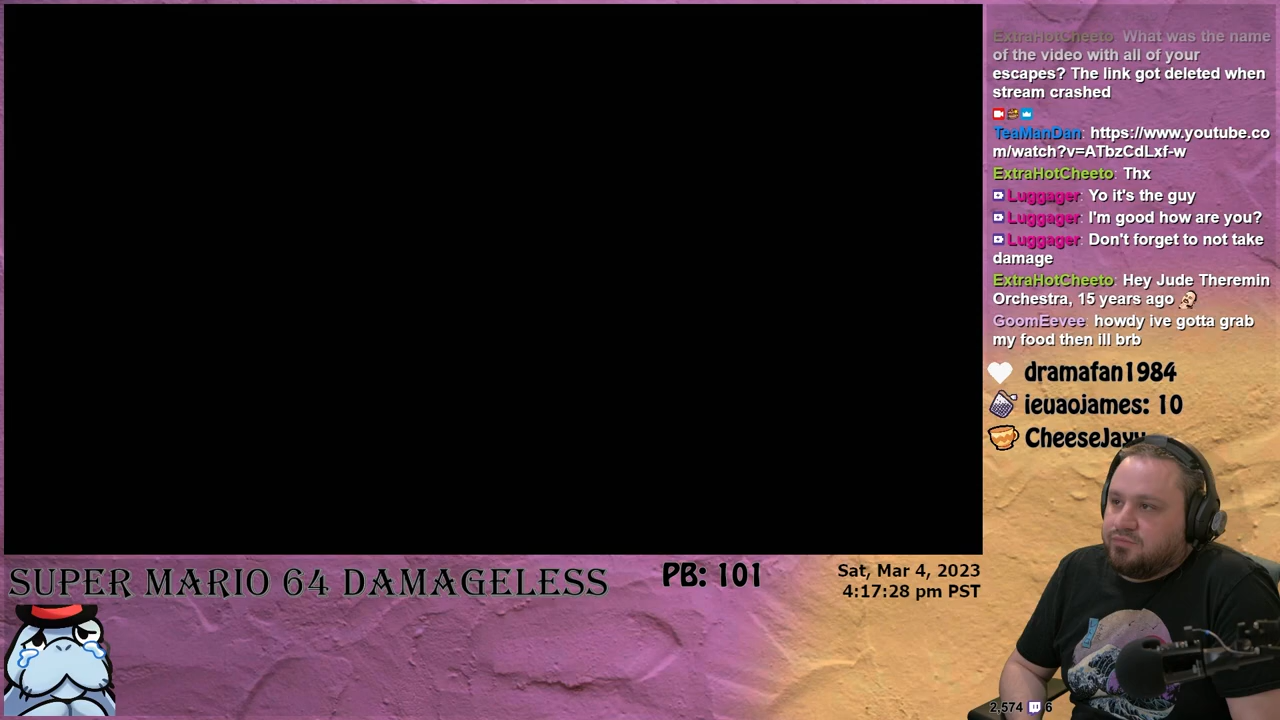 ExtraHotCheeto: What was the name
of the video with all of your
escapes? The link got deleted when
stream crashed
TeaManDan: https://www.youtube.co
m/watch?v=ATbzCdLxf-w
ExtraHotCheeto: Thx
Luggager: Yo it's the guy
Luggager: I'm good how are you?
Luggager: Don't forget to not take
damage
ExtraHotCheeto: Hey Jude Theremin
Orchestra, 15 years ago
GoomEevee: howdy ive gotta grab
my food then ill brb
dramafan1984
ieuaojames: 10
CheeseJayy
SUPER MARIO 64 DAMAGELESS
PB: 101
Sat, Mar 4, 2023
4:17:28 pm PST
2,574 6